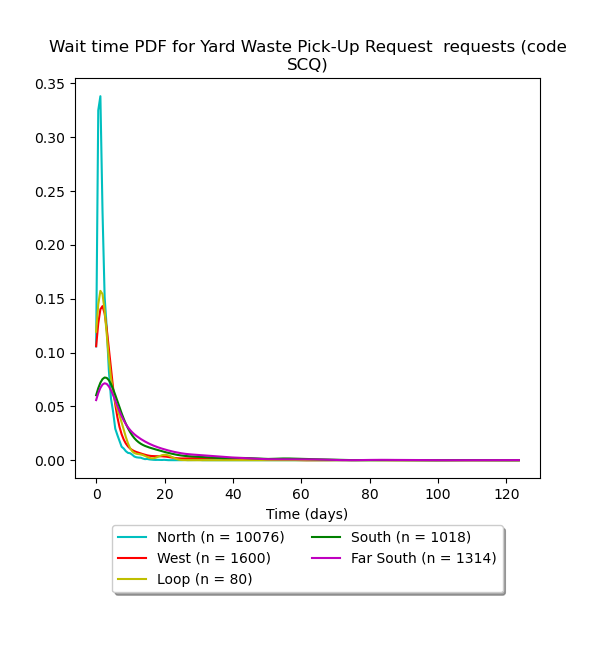 Wait time PDF for Yard Waste Pick-Up Request  requests (code
SCQ)
0.35
0.30
0.25
0.20
0.15
0.10
0.05
0.00
0 20 40 60 80 100 120
Time (days)
North (n = 10076) South (n = 1018)
West (n = 1600) Far South (n = 1314)
Loop (n = 80)